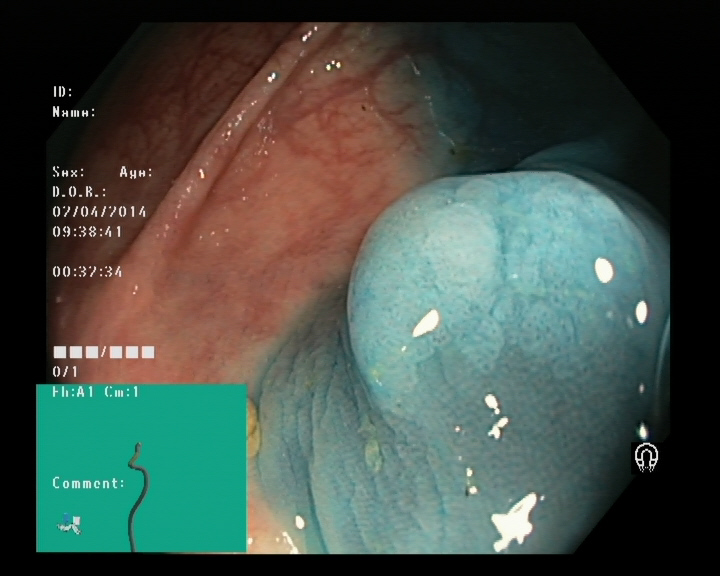 ID:
Name:
Sex: Age:
D.O.B.:
02/04/2014
09:38:41
00:37:34
■■■/■■■
0/1
Eh:A1 Cm:1
Comment: